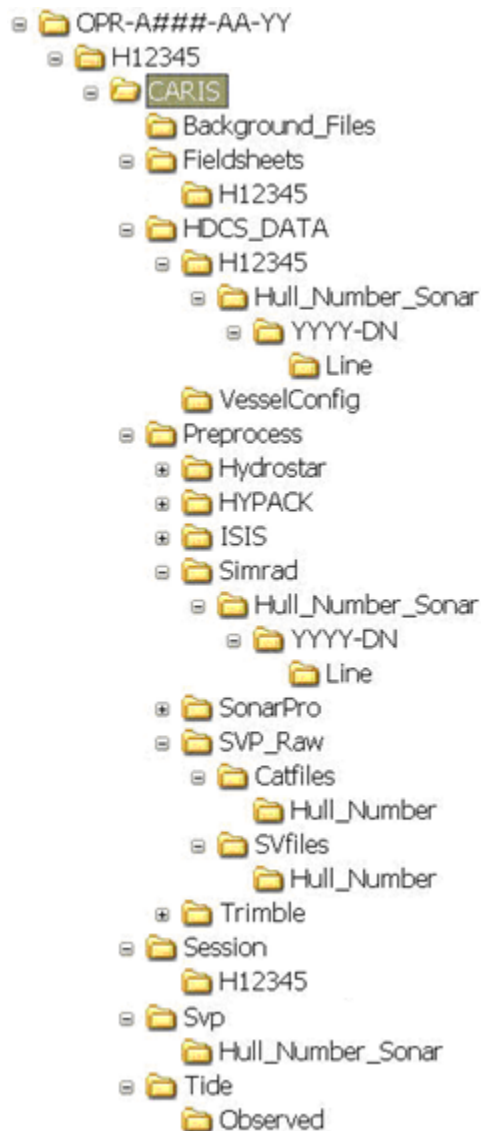 OPR-A###-AA-YY
H12345
CARIS
Background_Files
Fieldsheets
H12345
HDCS_DATA
H12345
Hull_Number_Sonar
YYYY-DN
Line
VesselConfig
Preprocess
Hydrostar
HYPACK
ISIS
Simrad
Hull_Number_Sonar
YYYY-DN
Line
SonarPro
SVP_Raw
Catfiles
Hull_Number
SVfiles
Hull_Number
Trimble
Session
H12345
Svp
Hull_Number_Sonar
Tide
Observed